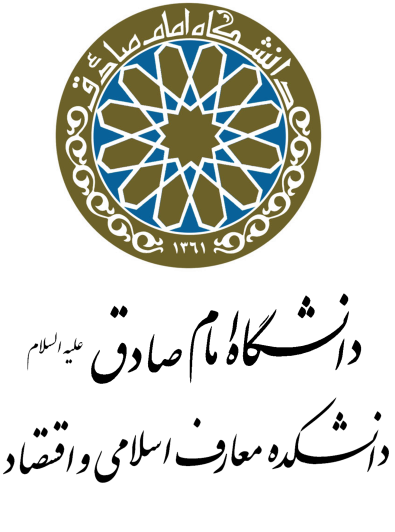 دانشگاه امام صادق
۱۳۶۱
دانشگاه امام صادق علیه السلام
دانشکده معارف اسلامی و اقتصاد